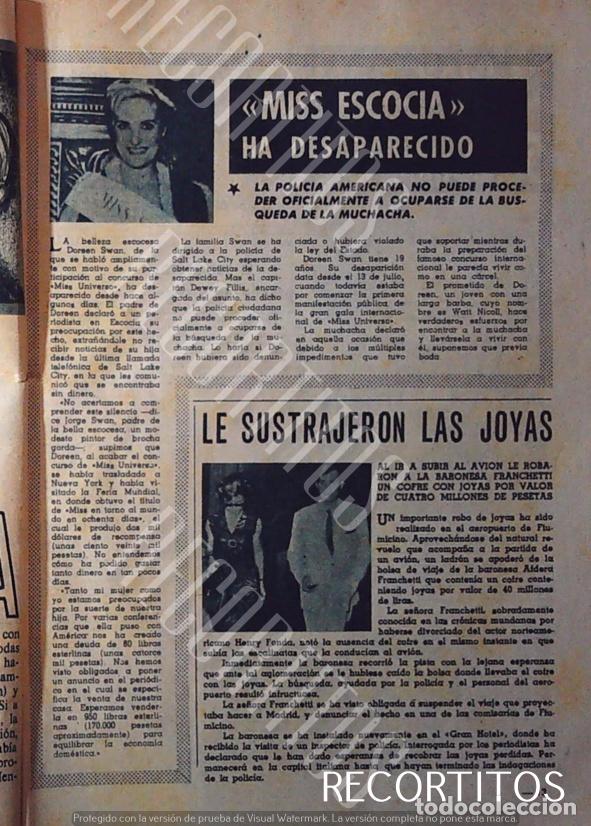 «MISS ESCOCIA»
HA DESAPARECIDO
★ LA POLICIA AMERICANA NO PUEDE PROCE-
DER OFICIALMENTE A OCUPARSE DE LA BUS-
QUEDA DE LA MUCHACHA.
LA belleza escocesa
Doreen Swan, de la
que se habló ampliamen-
te con motivo de su par-
ticipación al concurso de
«Miss Universo», ha des-
aparecido desde hace al-
gunos días. El padre de
Doreen declaró a un pe-
riodista en Escocia su
preocupación por este he-
cho, extrañándole no re-
cibir noticias de su hija
desde la última llamada
telefónica de Salt Lake
City, en la que les comu-
nicó que se encontraba
sin dinero.
«No acertamos a com-
prender este silencio —di-
ce Jorge Swan, padre de
la bella escocesa, un mo-
desto pintor de brocha
gorda—; supimos que
Doreen, al acabar el con-
curso de «Miss Universo»,
se había trasladado a
Nueva York y había vi-
sitado la Feria Mundial,
en donde obtuvo el título
de «Miss en torno al mun-
do en ochenta días», el
cual le produjo dos mil
dólares de recompensa
(unas ciento veinte mil
pesetas). No entendemos
cómo ha podido gastar
tanto dinero en tan pocos
días.
«Tanto mi mujer como
yo estamos preocupados
por la suerte de nuestra
hija. Por varias conferen-
cias que ella puso con
América nos ha creado
una deuda de 80 libras
esterlinas (unas catorce
mil pesetas). Nos hemos
visto obligados a poner
un anuncio en el periódi-
co en el cual se especi-
fica la venta de nuestra
casa. Esperamos vender-
la en 950 libras esterli-
nas (170.000 pesetas
aproximadamente) para
equilibrar la economía
doméstica.»
La familia Swan se ha
dirigido a la policía de
Salt Lake City esperando
obtener noticias de la des-
aparecida. Mas el capi-
tán Dewey Fillis, encar-
gado del asunto, ha dicho
que la policía ciudadana
no puede proceder ofi-
cialmente a ocuparse de
la búsqueda de la mu-
chacha. Lo haría si Do-
reen hubiera sido denun-
ciada o hubiera violado
la ley del Estado.
Doreen Swan tiene 19
años. Su desaparición
data desde el 13 de julio,
cuando todavía estaba
por comenzar la primera
manifestación pública de
la gran gala internacio-
nal de «Miss Universo».
La muchacha declaró
en aquella ocasión que
debido a los múltiples
impedimentos que tuvo
que soportar mientras du-
raba la preparación del
famoso concurso interna-
cional le parecía vivir como
en una cárcel.
El prometido de Do-
reen, un joven con una
larga barba, cuyo nom-
bre es Watt Nicoll, hace
verdaderos esfuerzos por
encontrar a la muchacha
y llevársela a vivir con
él, suponemos que previa
boda
LE SUSTRAJERON LAS JOYAS
AL IR A SUBIR AL AVION LE ROBA-
RON A LA BARONESA FRANCHETTI
UN COFRE CON JOYAS POR VALOR
DE CUATRO MILLONES DE PESETAS
UN importante robo de joyas ha sido
realizado en el aeropuerto de Fiu-
micino. Aprovechándose del natural re-
vuelo que acompaña a la partida de
un avión, un ladrón se apoderó de la
bolsa de viaje de la baronesa Afdera
Franchetti que contenía un cofre conte-
niendo joyas por valor de 40 millones
de liras.
La señora Franchetti, sobradamente
conocida en las crónicas mundanas por
haberse divorciado del actor norteame-
ricano Henry Fonda, notó la ausencia del cofre en el mismo instante en que
subía las escalinatas que la conducían al avión.
Inmediatamente la baronesa recorrió la pista con la lejana esperanza
que ante tal aglomeración se le hubiese caído la bolsa donde llevaba el cofre
con las joyas. La búsqueda, ayudada por la policía y el personal del aero-
puerto resultó infructuosa.
La señora Franchetti se ha visto obligada a suspender el viaje que proyec-
taba hacer a Madrid, y denunciar el hecho en una de las comisarías de Fiu-
micino.
La baronesa se ha instalado nuevamente en el «Gran Hotel», donde ha
recibido la visita de un inspector de policía. Interrogada por los periodistas ha
declarado que le han dado esperanzas de recobrar las joyas perdidas. Per-
manecerá en la capital italiana hasta que hayan terminado las indagaciones
de la policía.
RECORTITOS
todocoleccion
Protegido con la versión de prueba de Visual Watermark. La versión completa no pone esta marca.